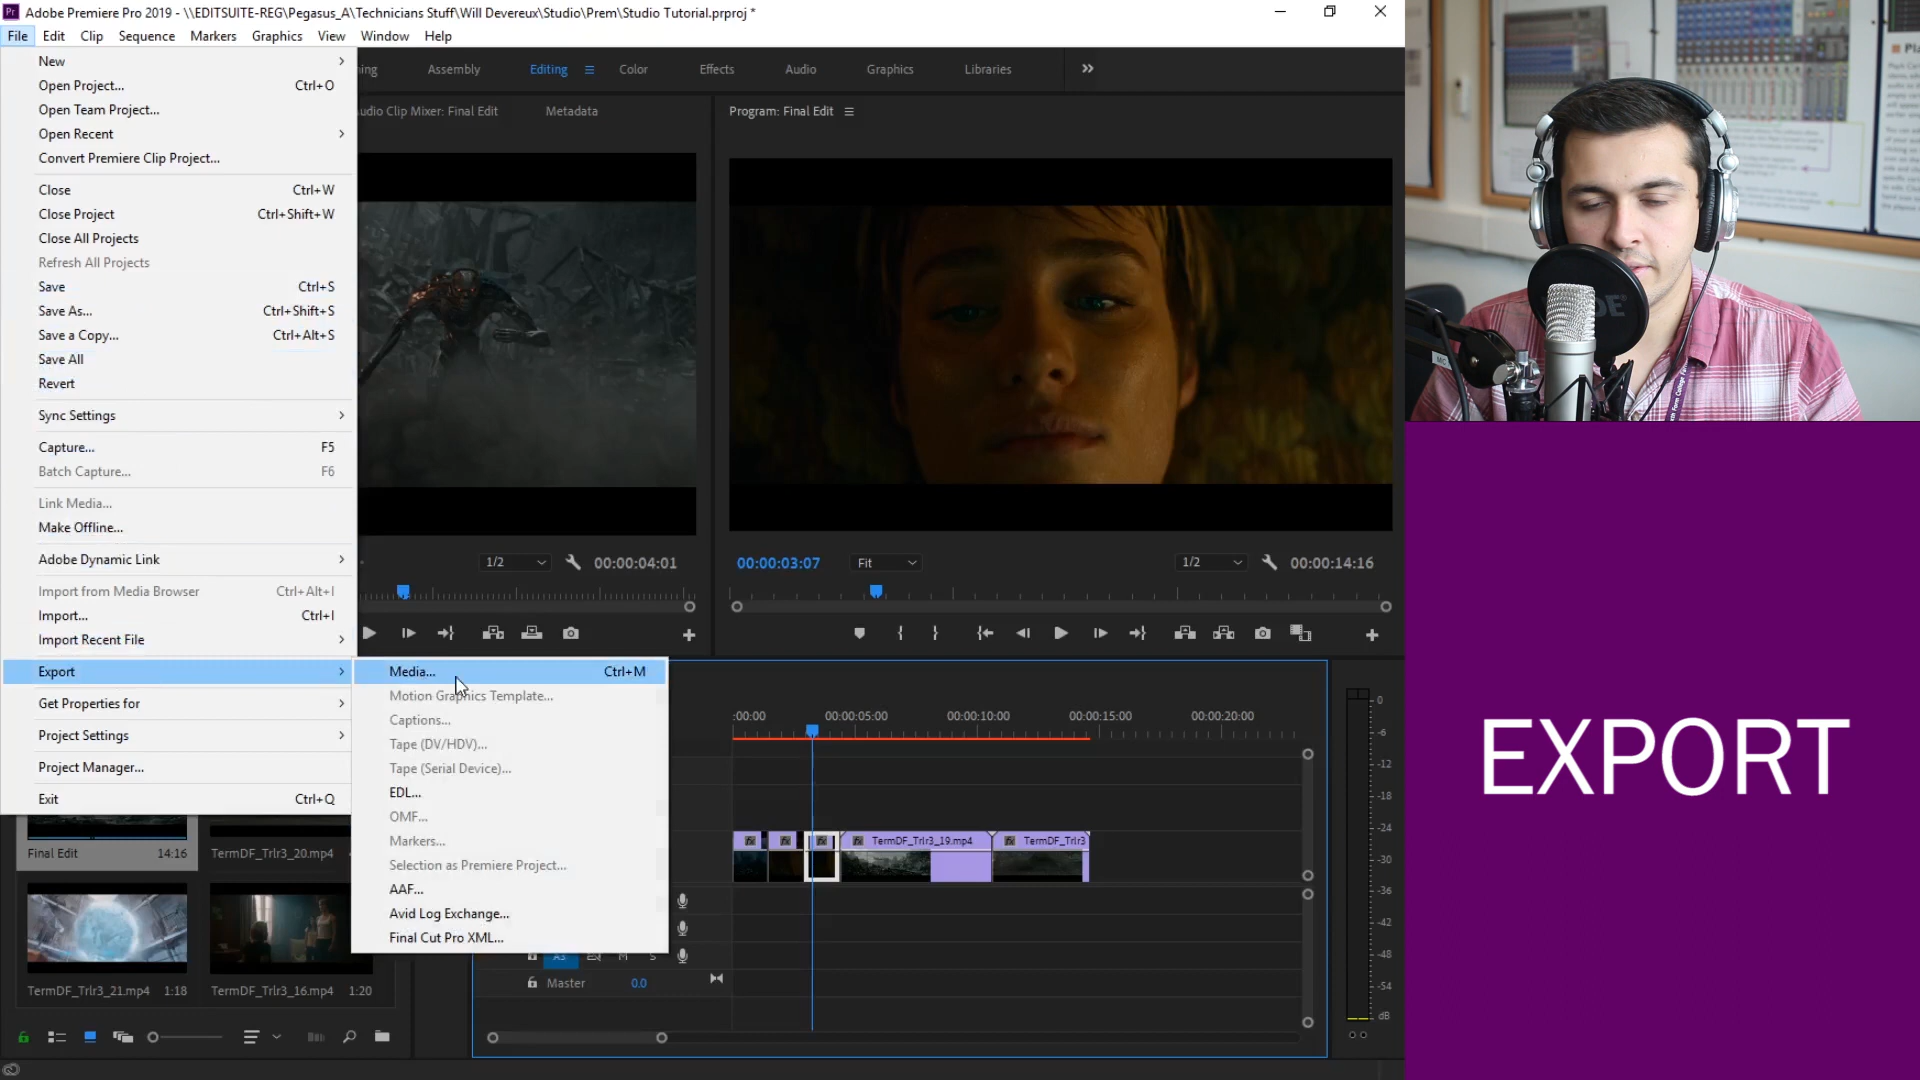 Adobe Premiere Pro 2019 - \\EDITSUITE-REG\Pegasus_A\Technicians Stuff\Will Devereux\Studio\Prem\Studio Tutorial.prproj *
File Edit Clip Sequence Markers Graphics View Window Help
New
Open Project... Ctrl+O
Open Team Project...
Open Recent
Convert Premiere Clip Project...
Close Ctrl+W
Close Project Ctrl+Shift+W
Close All Projects
Refresh All Projects
Save Ctrl+S
Save As... Ctrl+Shift+S
Save a Copy... Ctrl+Alt+S
Save All
Revert
Sync Settings
Capture... F5
Batch Capture... F6
Link Media...
Make Offline...
Adobe Dynamic Link
Import from Media Browser Ctrl+Alt+I
Import... Ctrl+I
Import Recent File
Export
Get Properties for
Project Settings
Project Manager...
Exit Ctrl+Q
Media... Ctrl+M
Motion Graphics Template...
Captions...
Tape (DV/HDV)...
Tape (Serial Device)...
EDL...
OMF...
Markers...
Selection as Premiere Project...
AAF...
Avid Log Exchange...
Final Cut Pro XML...
Assembly Editing Color Effects Audio Graphics Libraries
Audio Clip Mixer: Final Edit Metadata
Program: Final Edit
1/2 00:00:04:01
00:00:03:07 Fit 1/2 00:00:14:16
:00:00 00:00:05:00 00:00:10:00 00:00:15:00 00:00:20:00
fx fx fx fx TermDF_Trlr3_19.mp4 fx TermDF_Trlr3
A3 M S
Master 0.0
0
-6
-12
-18
-24
-30
-36
-42
-48
-54
dB
Final Edit 14:16
TermDF_Trlr3_20.mp4
TermDF_Trlr3_21.mp4 1:18
TermDF_Trlr3_16.mp4 1:20
EXPORT